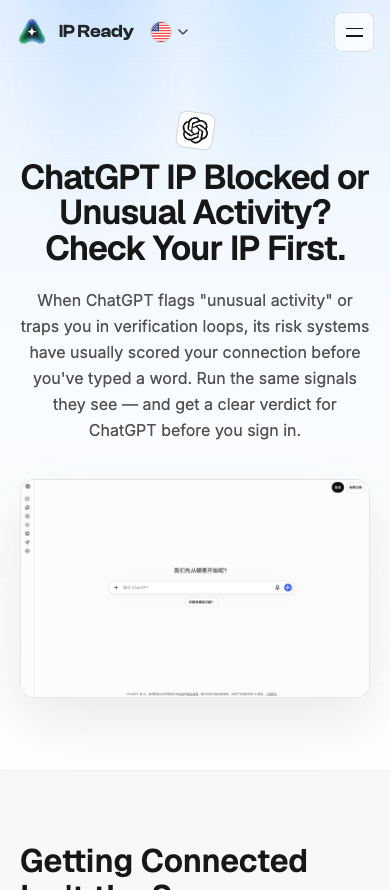 IP Ready
ChatGPT IP Blocked or
Unusual Activity?
Check Your IP First.
When ChatGPT flags "unusual activity" or
traps you in verification loops, its risk systems
have usually scored your connection before
you've typed a word. Run the same signals
they see — and get a clear verdict for
ChatGPT before you sign in.
我们先从哪里开始呢？
Getting Connected